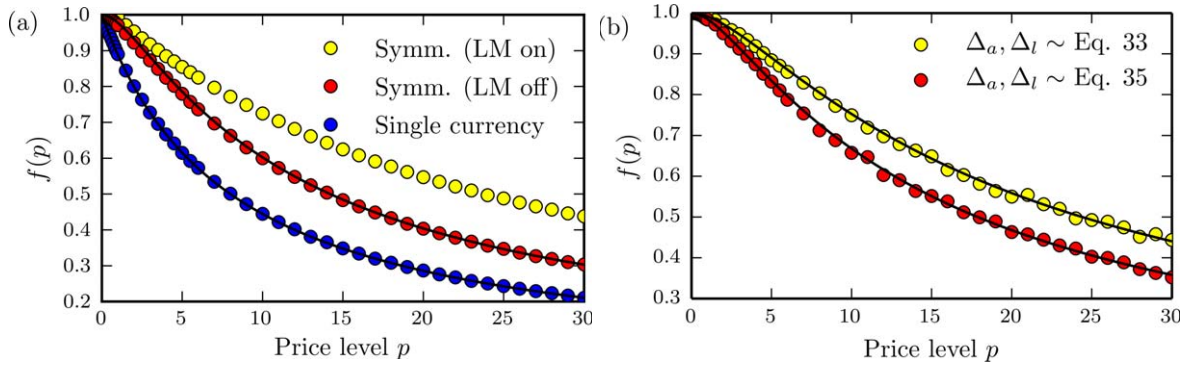 (a)
1.0
0.9
0.8
0.7
0.6
0.5
0.4
0.3
0.2
f(p)
Symm. (LM on)
Symm. (LM off)
Single currency
0 5 10 15 20 25 30
Price level p
(b)
1.0
0.9
0.8
0.7
0.6
0.5
0.4
0.3
f(p)
Δₐ, Δₗ ∼ Eq. 33
Δₐ, Δₗ ∼ Eq. 35
0 5 10 15 20 25 30
Price level p